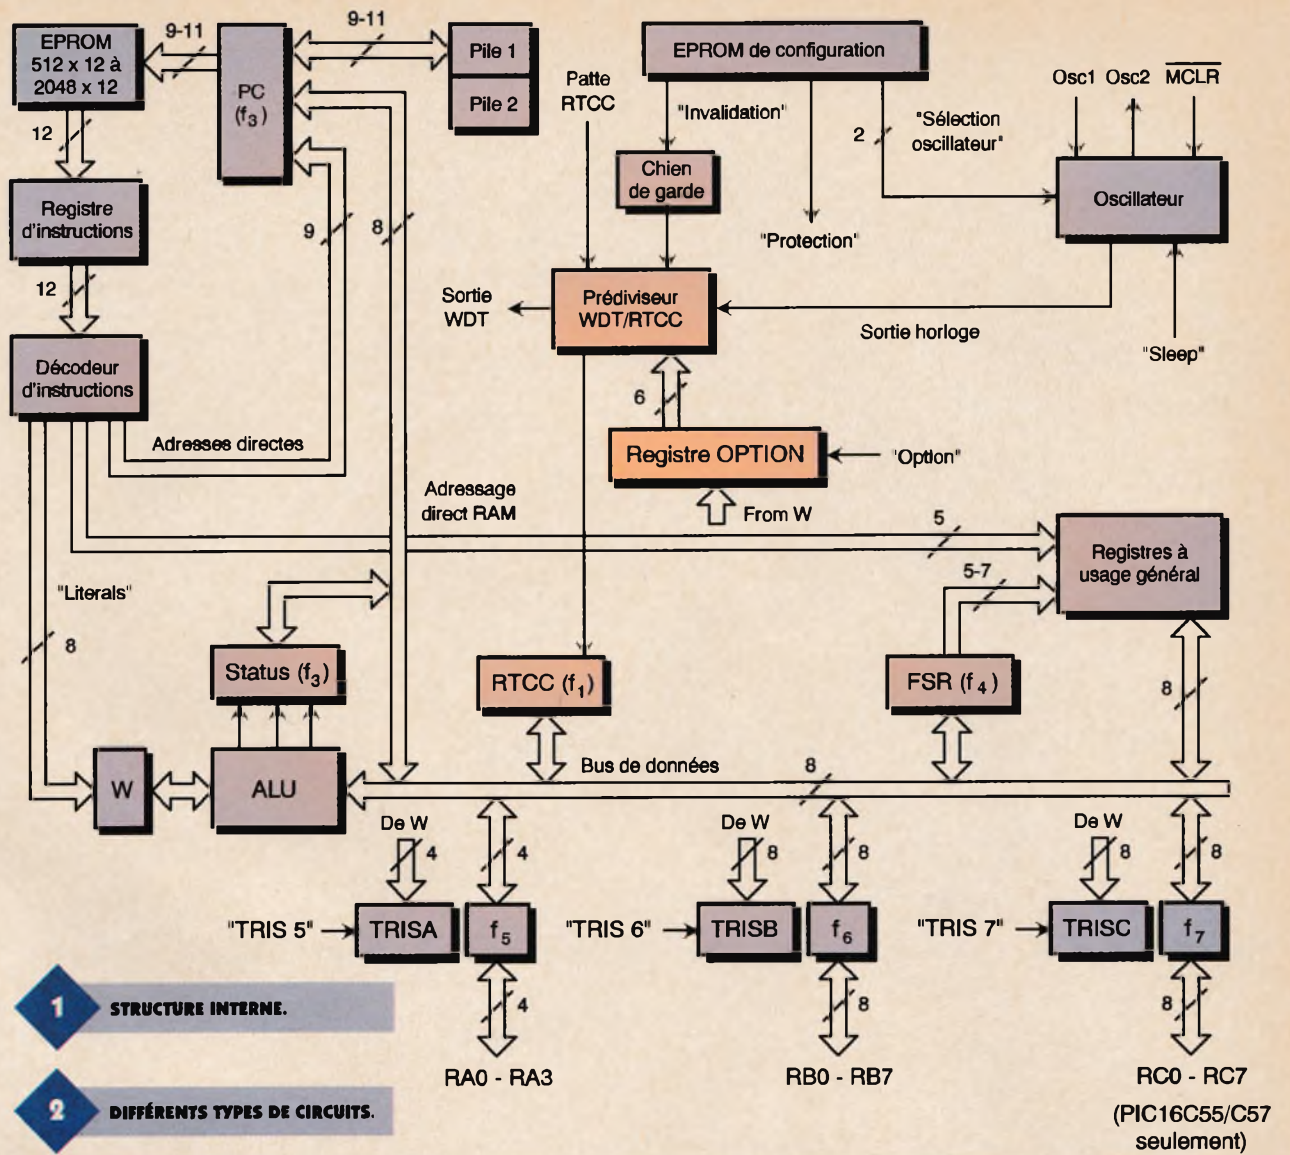 9-11
9-11
EPROM
512 x 12 à
2048 x 12
PC
(f3)
Pile 1
Pile 2
EPROM de configuration
Patte
RTCC
"Invalidation"
2
"Sélection
oscillateur"
Osc1 Osc2 MCLR
12
Registre
d'instructions
9
8
Chien
de garde
"Protection"
Oscillateur
12
Sortie
WDT
Prédiviseur
WDT/RTCC
Sortie horloge
"Sleep"
Décodeur
d'instructions
6
Adresses directes
Registre OPTION
"Option"
Adressage
direct RAM
From W
5
Registres à
usage général
"Literals"
5-7
8
Status (f3)
RTCC (f1)
FSR (f4)
8
W
ALU
Bus de données
8
De W
4
4
De W
8
8
De W
8
8
"TRIS 5"
TRISA
f5
"TRIS 6"
TRISB
f6
"TRIS 7"
TRISC
f7
4
8
8
1 STRUCTURE INTERNE.
RA0 - RA3
RB0 - RB7
RC0 - RC7
(PIC16C55/C57
seulement)
2 DIFFÉRENTS TYPES DE CIRCUITS.